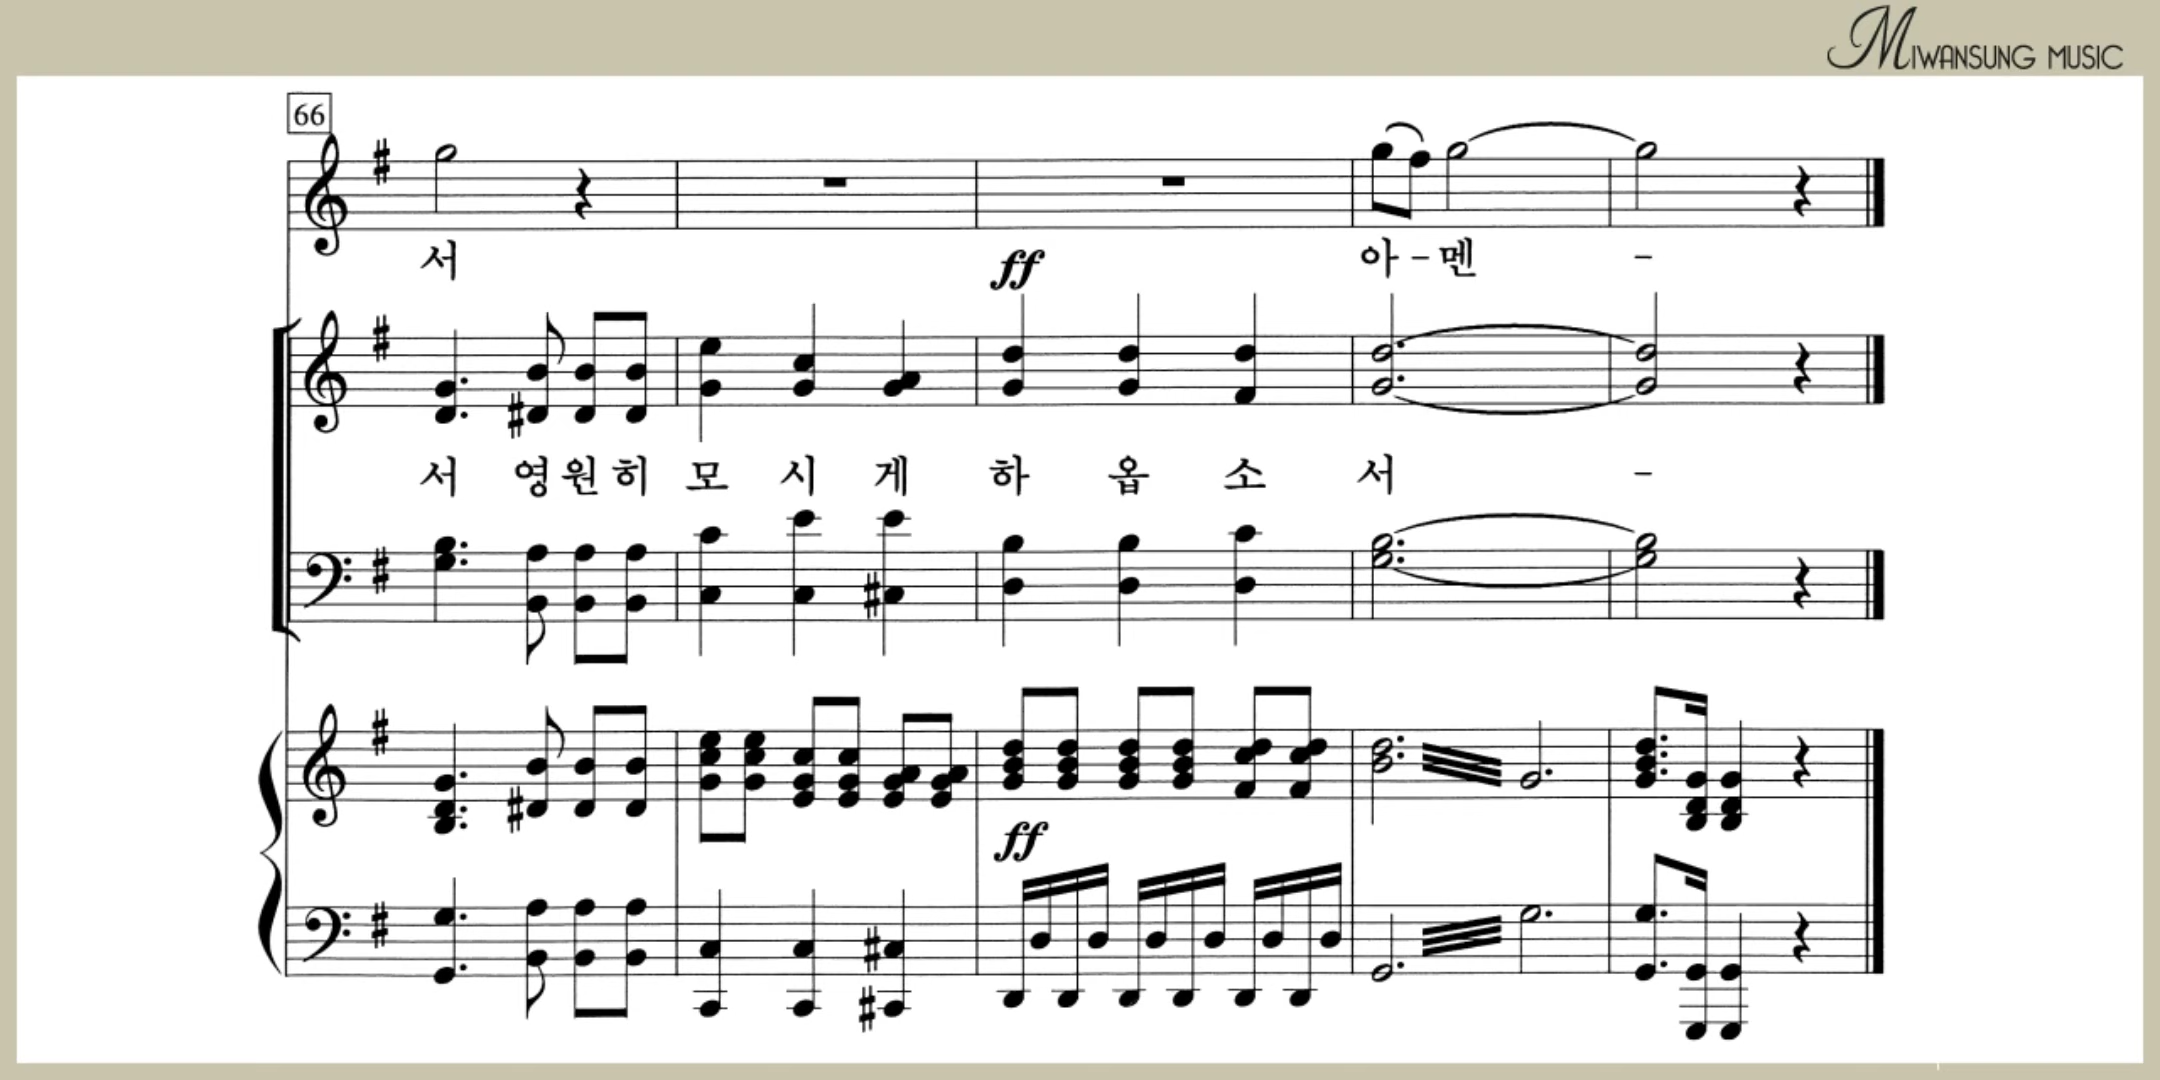 MIWANSUNG MUSIC
66
서
ff
아 - 멘 -
서 영 원 히 모 시 게 하 옵 소 서 -
ff